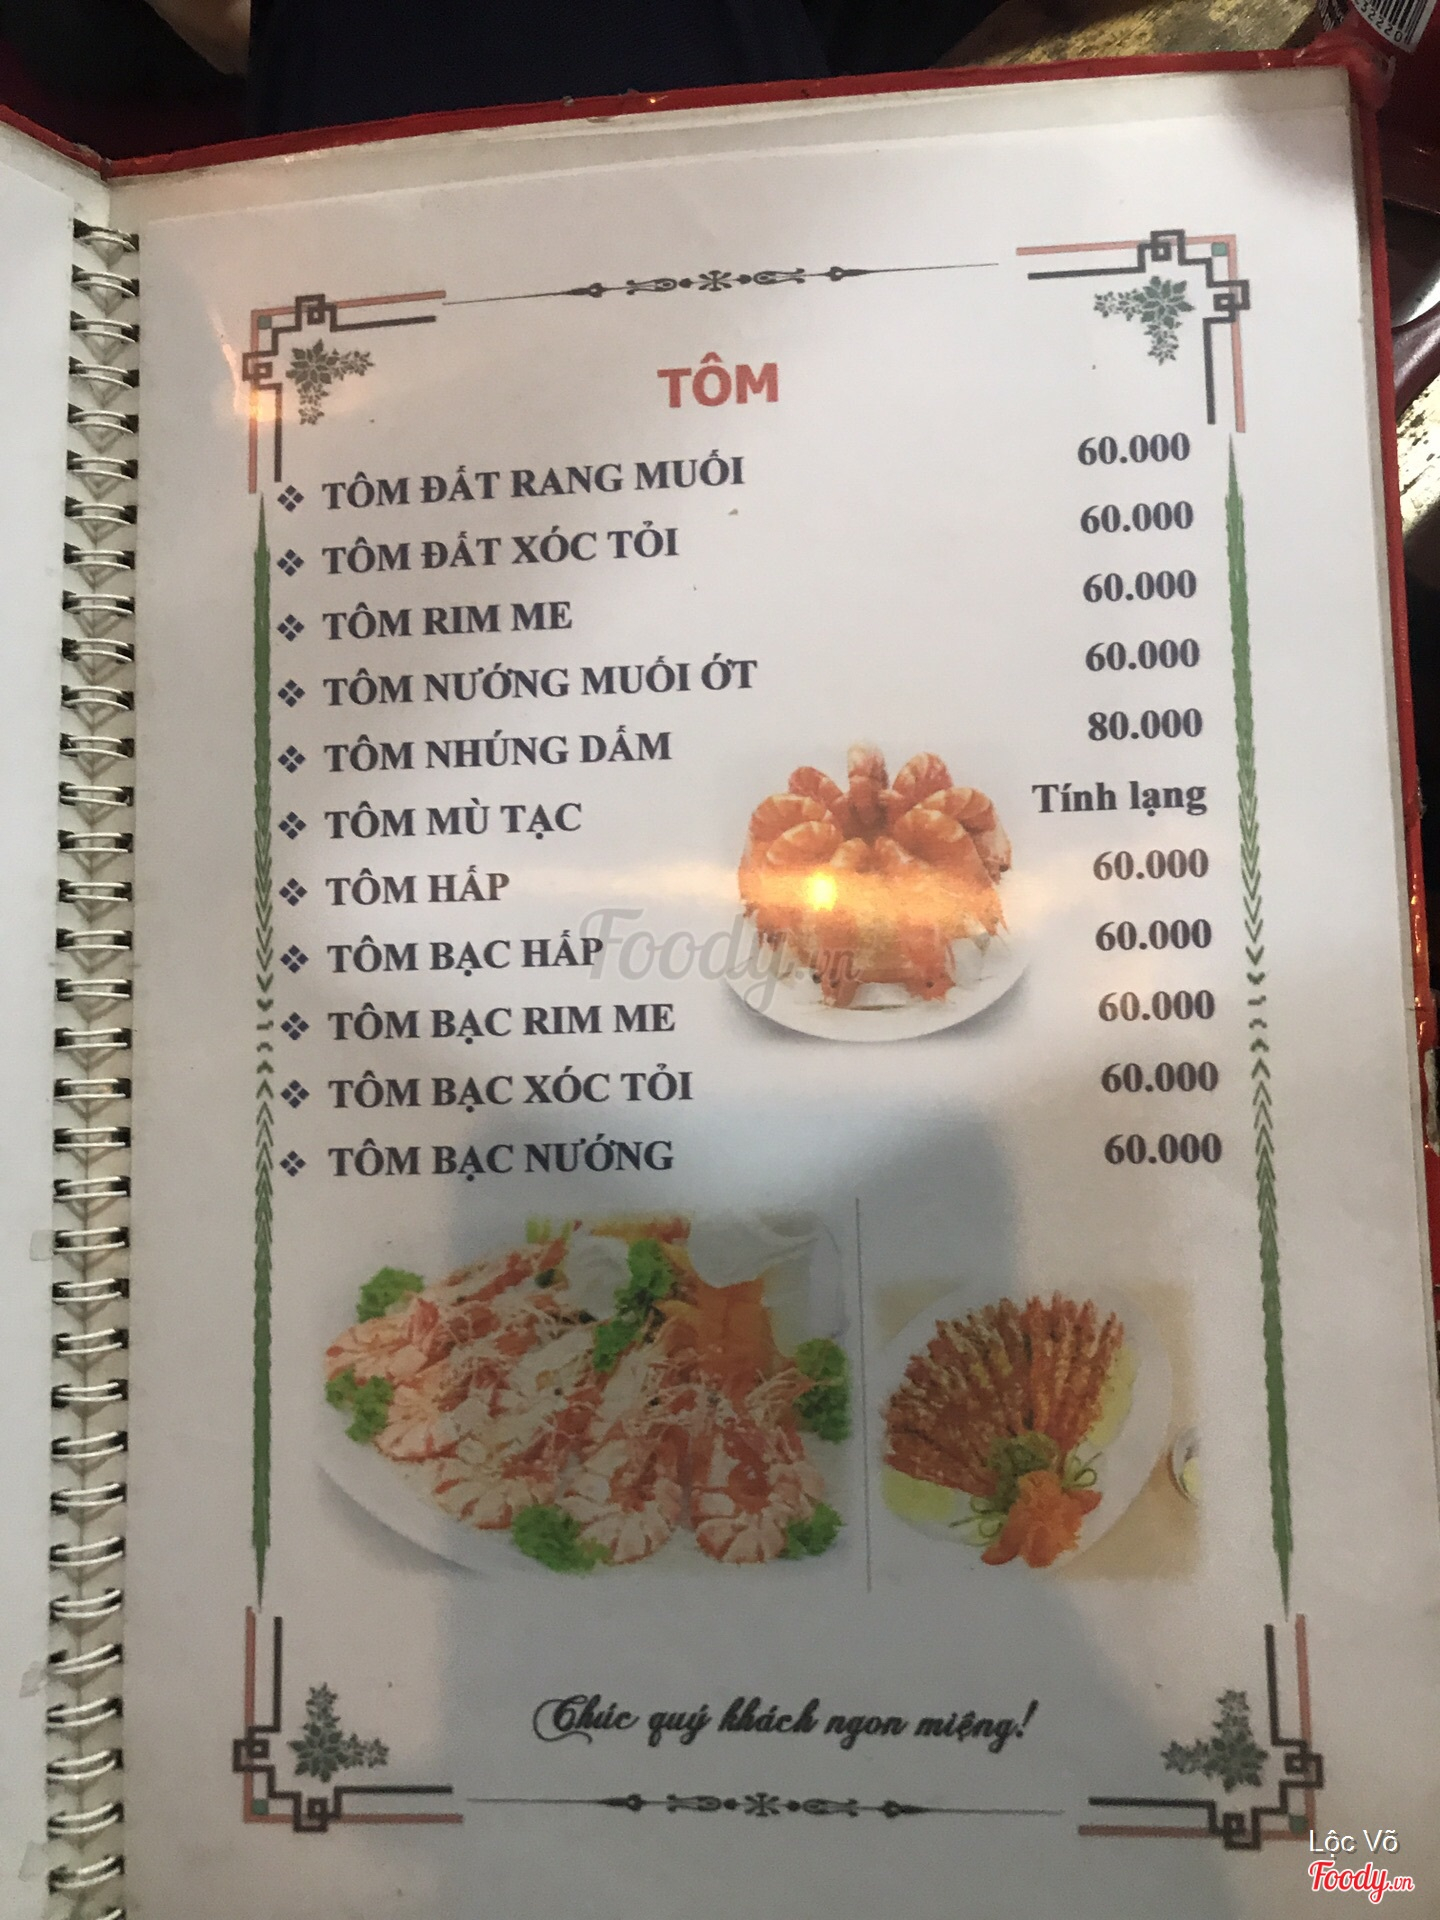 32220
TÔM
❖ TÔM ĐẤT RANG MUỐI 60.000
❖ TÔM ĐẤT XÓC TỎI 60.000
❖ TÔM RIM ME 60.000
❖ TÔM NƯỚNG MUỐI ỚT 60.000
❖ TÔM NHÚNG DẤM 80.000
❖ TÔM MÙ TẠC Tính lạng
❖ TÔM HẤP 60.000
❖ TÔM BẠC HẤP 60.000
❖ TÔM BẠC RIM ME 60.000
❖ TÔM BẠC XÓC TỎI 60.000
❖ TÔM BẠC NƯỚNG 60.000
Foody.vn
Chúc quý khách ngon miệng!
Lộc Võ
Foody.vn